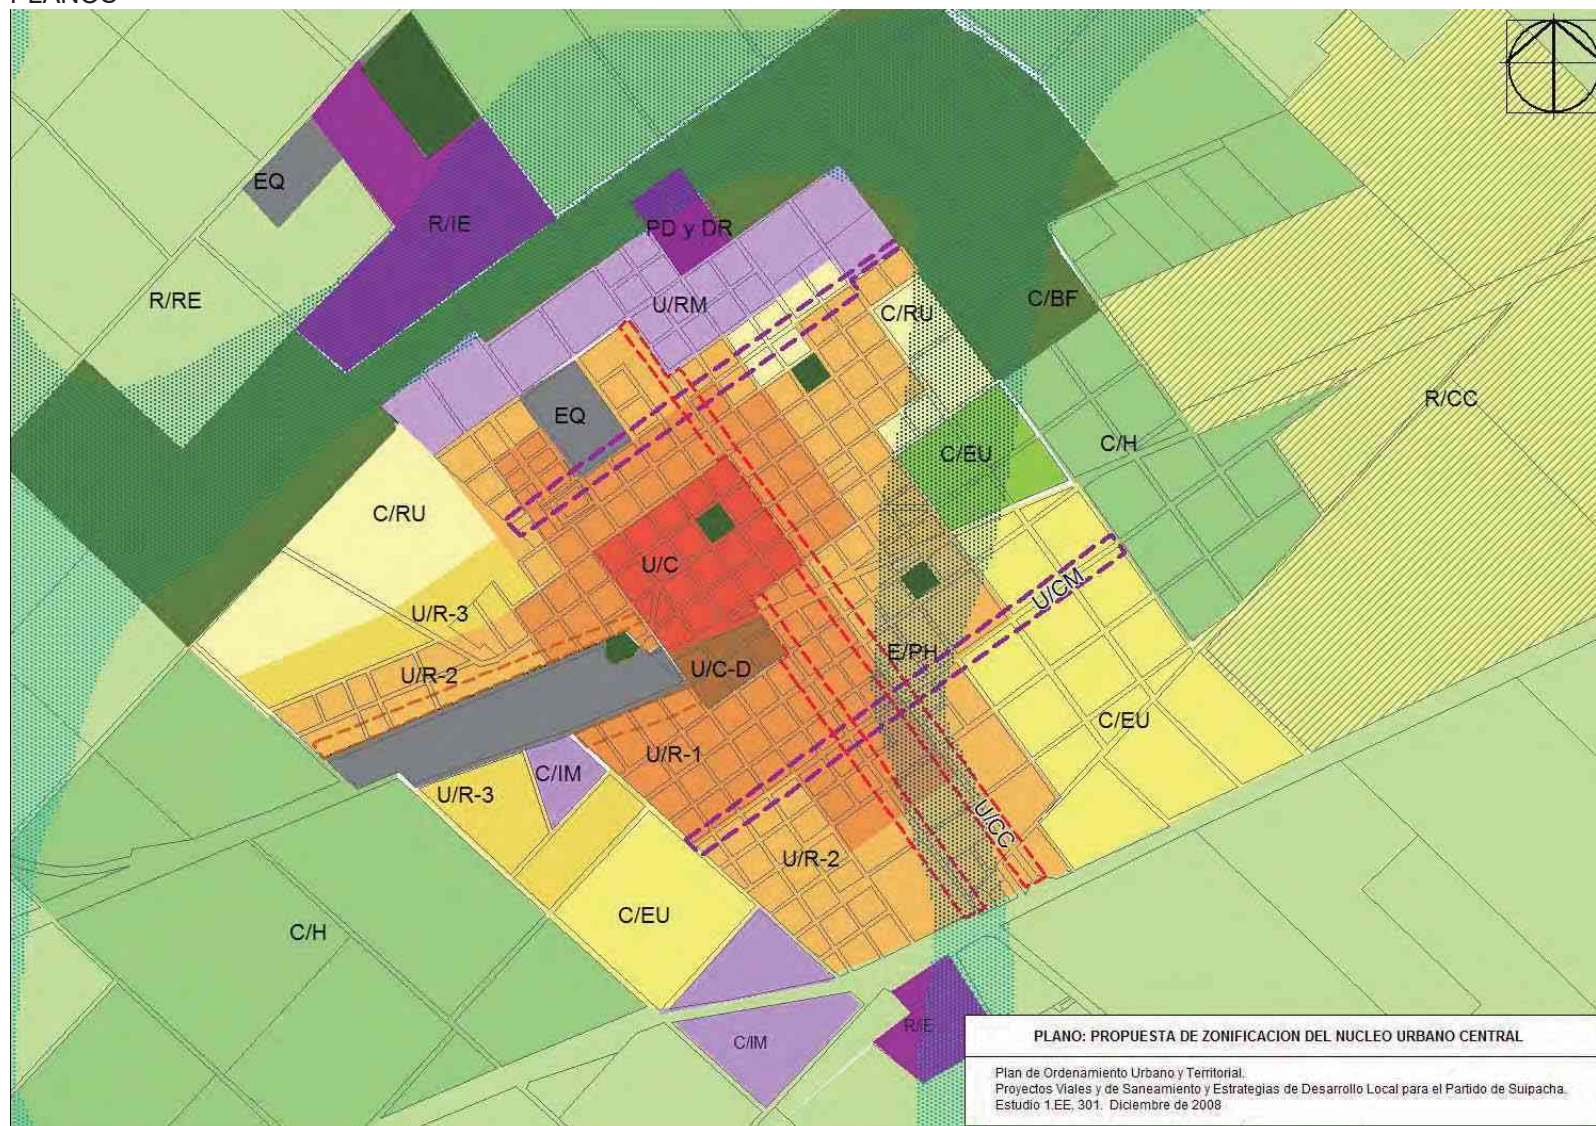 PLANOS
EQ
R/IE
PD y DR
R/RE
U/RM
C/RU
C/BF
R/CC
EQ
C/EU
C/H
C/RU
U/C
U/CM
U/R-3
E/PH
U/R-2
U/C-D
C/EU
U/R-1
C/IM
U/R-3
U/CC
U/R-2
C/EU
C/H
R/E
C/IM
PLANO: PROPUESTA DE ZONIFICACION DEL NUCLEO URBANO CENTRAL
Plan de Ordenamiento Urbano y Territorial.
Proyectos Viales y de Saneamiento y Estrategias de Desarrollo Local para el Partido de Suipacha.
Estudio 1.EE. 301. Diciembre de 2008